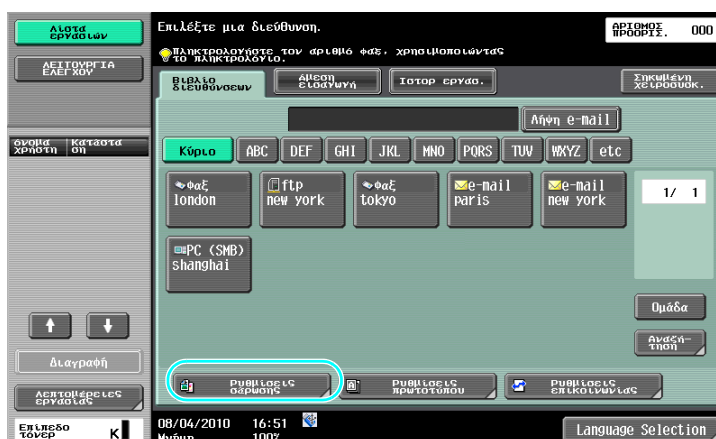 Λίστα
εργασιών
Επιλέξτε μια διεύθυνση.
ΑΡΙΘΜΟΣ
ΠΡΟΟΡΙΣ. 000
Πληκτρολογήστε τον αριθμό φαξ, χρησιμοποιώντας
το πληκτρολόγιο.
ΛΕΙΤΟΥΡΓΙΑ
ΕΛΕΓΧΟΥ
Βιβλίο
διευθύνσεων
άμεση
εισαγωγή
Ιστορ εργασ.
Σηκωμένη
χειροσυσκ.
Λήψη e-mail
όνομα
χρήστη
Κατάστα
ση
Κύριο ABC DEF GHI JKL MNO PQRS TUV WXYZ etc
Φαξ
london
ftp
new york
Φαξ
tokyo
e-mail
paris
e-mail
new york
1/ 1
PC (SMB)
shanghai
Ομάδα
Αναζή-
τηση
Διαγραφή
Ρυθμίσεις
σάρωσης
Ρυθμίσεις
πρωτοτύπου
Ρυθμίσεις
επικοινωνίας
Λεπτομέρειες
εργασίας
Επίπεδο
τόνερ K
08/04/2010 16:51
Μνήμη 100%
Language Selection